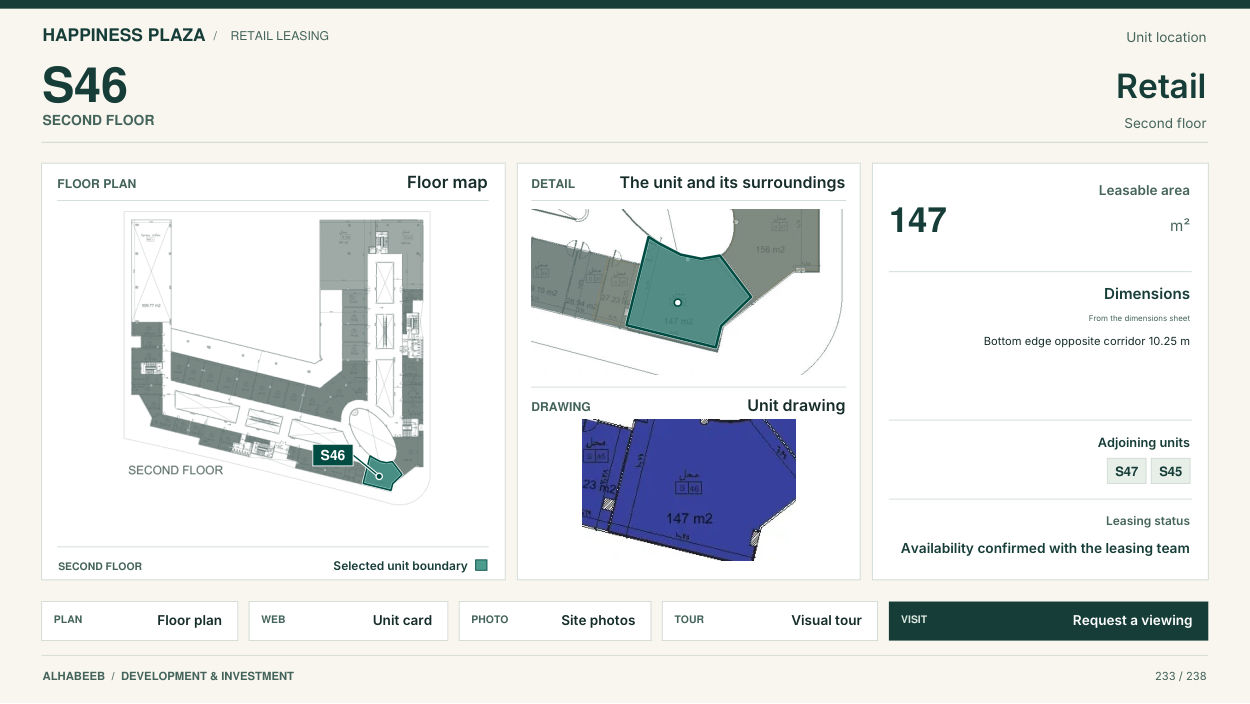 HAPPINESS PLAZA / RETAIL LEASING
Unit location
S46
Retail
SECOND FLOOR
Second floor
FLOOR PLAN
Floor map
S46
SECOND FLOOR
SECOND FLOOR
Selected unit boundary
DETAIL
The unit and its surroundings
156 m2
147 m2
DRAWING
Unit drawing
محل
S 46
147 m2
محل
23 m2
Leasable area
147 m²
Dimensions
From the dimensions sheet
Bottom edge opposite corridor 10.25 m
Adjoining units
S47 S45
Leasing status
Availability confirmed with the leasing team
PLAN Floor plan
WEB Unit card
PHOTO Site photos
TOUR Visual tour
VISIT Request a viewing
ALHABEEB / DEVELOPMENT & INVESTMENT
233 / 238